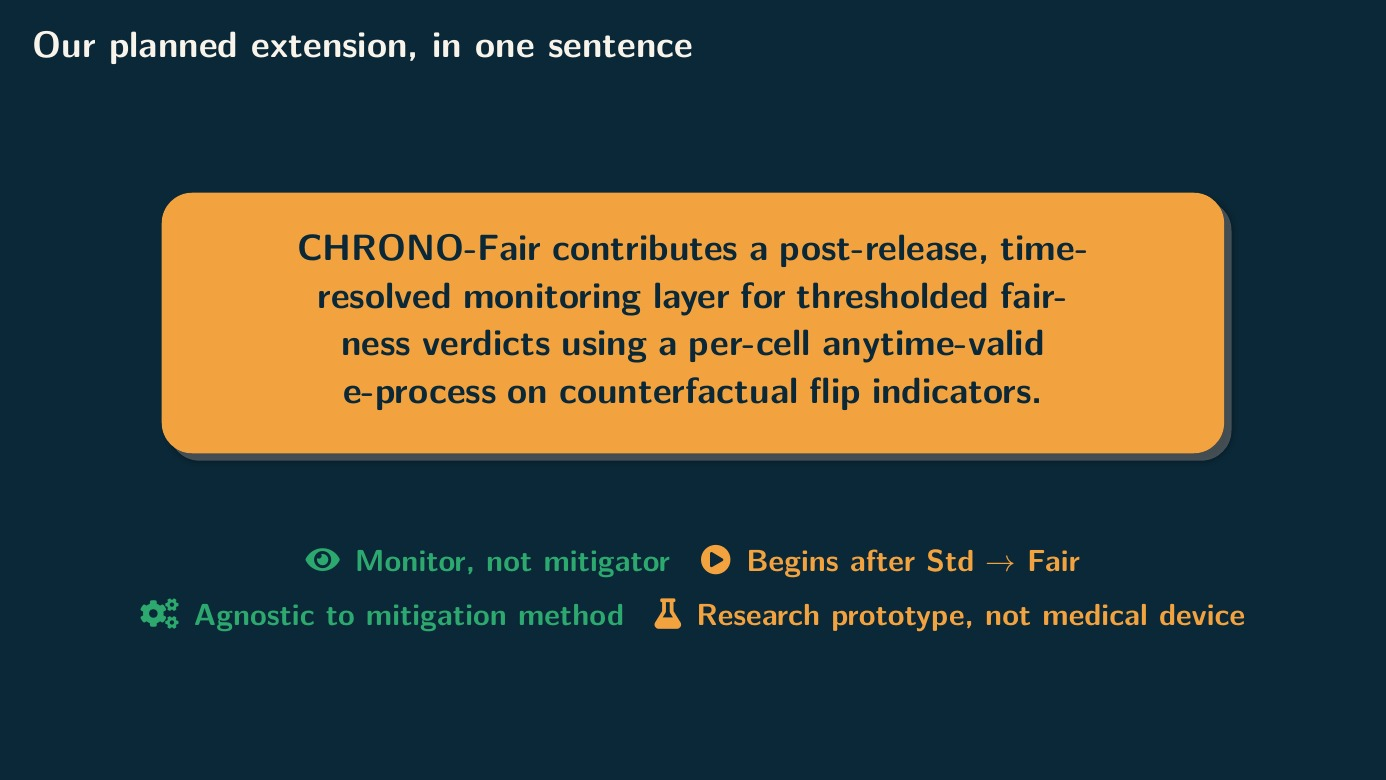 Our planned extension, in one sentence
CHRONO-Fair contributes a post-release, time-
resolved monitoring layer for thresholded fair-
ness verdicts using a per-cell anytime-valid
e-process on counterfactual flip indicators.
Monitor, not mitigator Begins after Std → Fair
Agnostic to mitigation method Research prototype, not medical device